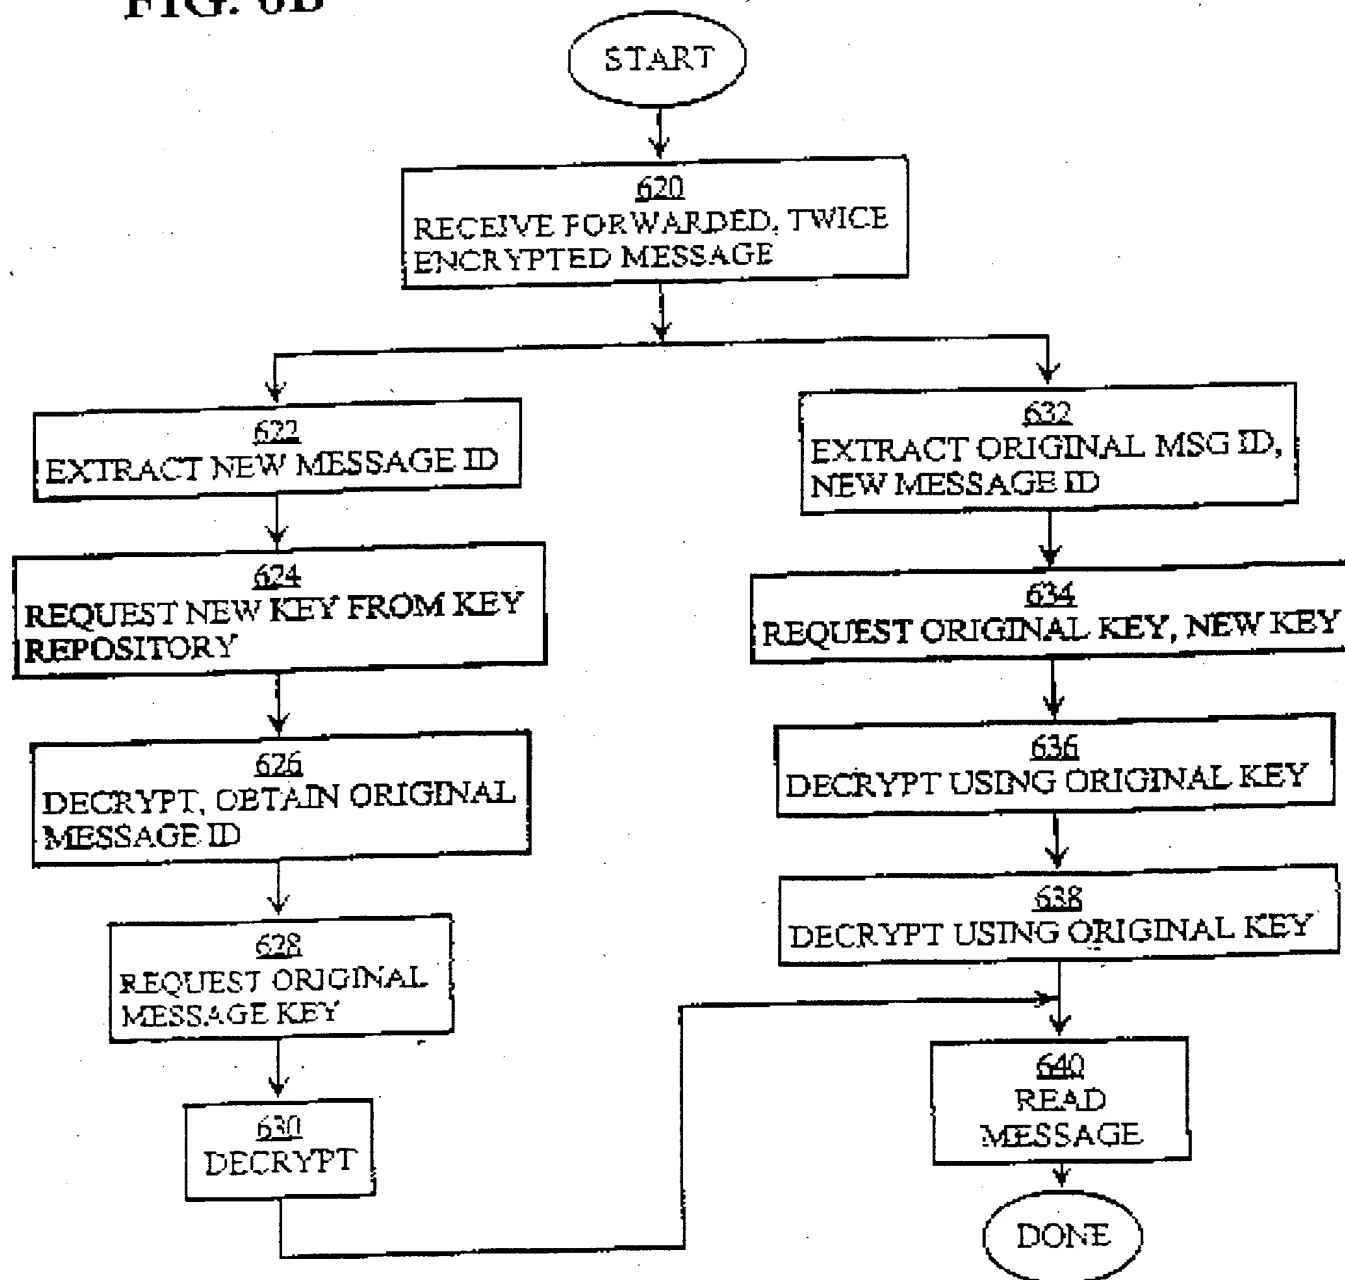 FIG. 6B
START
620
RECEIVE FORWARDED, TWICE
ENCRYPTED MESSAGE
622
EXTRACT NEW MESSAGE ID
624
REQUEST NEW KEY FROM KEY
REPOSITORY
626
DECRYPT, OBTAIN ORIGINAL
MESSAGE ID
628
REQUEST ORIGINAL
MESSAGE KEY
630
DECRYPT
632
EXTRACT ORIGINAL MSG ID,
NEW MESSAGE ID
634
REQUEST ORIGINAL KEY, NEW KEY
636
DECRYPT USING ORIGINAL KEY
638
DECRYPT USING ORIGINAL KEY
640
READ
MESSAGE
DONE